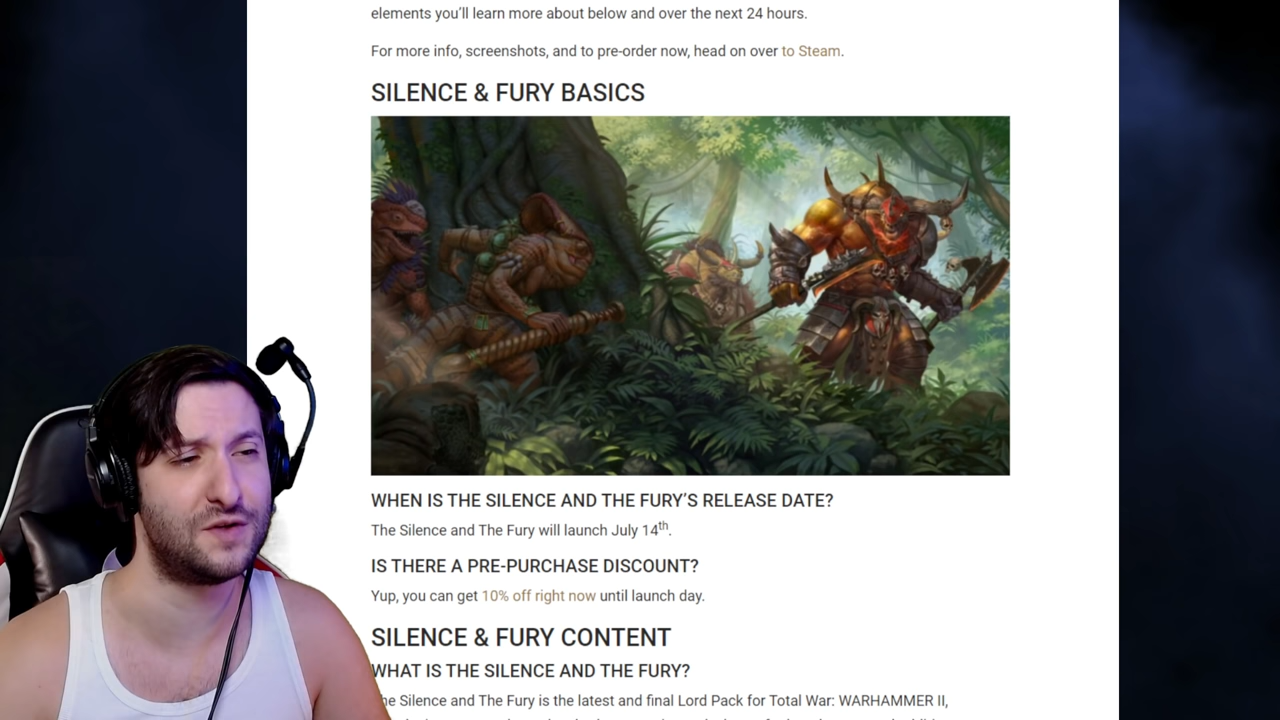 elements you'll learn more about below and over the next 24 hours.
For more info, screenshots, and to pre-order now, head on over to Steam.
SILENCE & FURY BASICS
WHEN IS THE SILENCE AND THE FURY'S RELEASE DATE?
The Silence and The Fury will launch July 14th.
IS THERE A PRE-PURCHASE DISCOUNT?
Yup, you can get 10% off right now until launch day.
SILENCE & FURY CONTENT
WHAT IS THE SILENCE AND THE FURY?
The Silence and The Fury is the latest and final Lord Pack for Total War: WARHAMMER II,